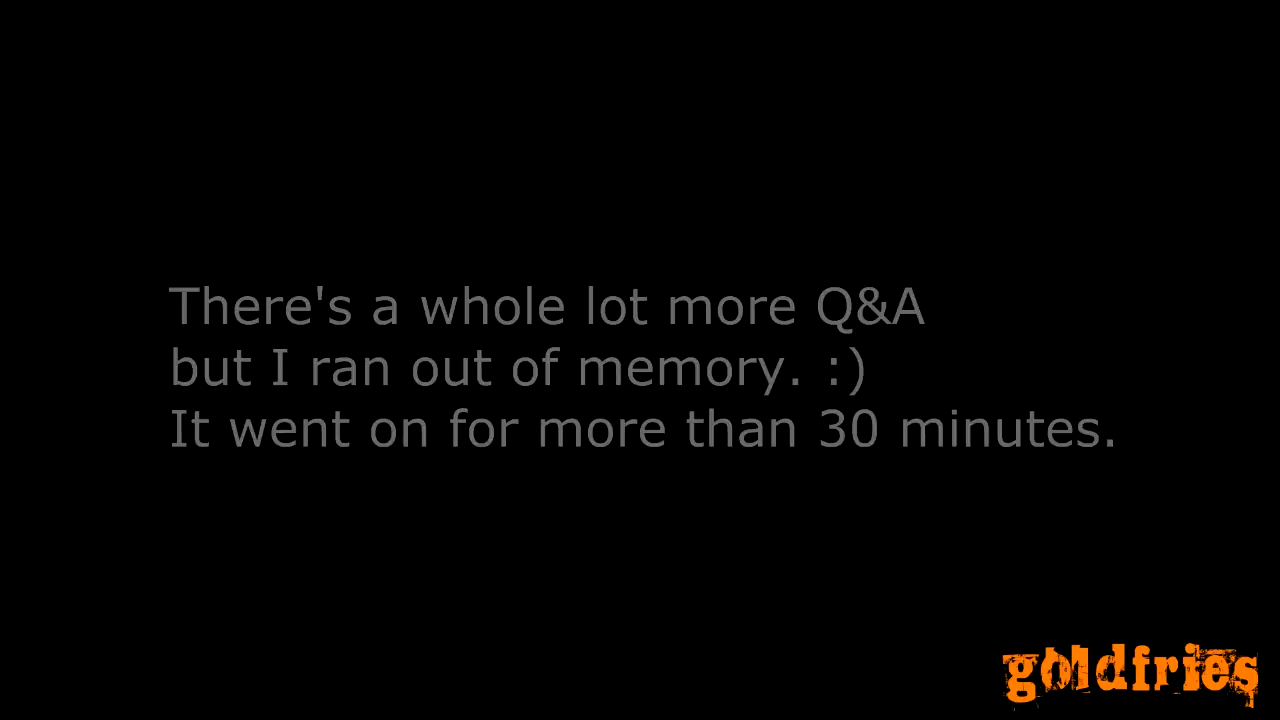 There's a whole lot more Q&A
but I ran out of memory. :)
It went on for more than 30 minutes.
goldfries